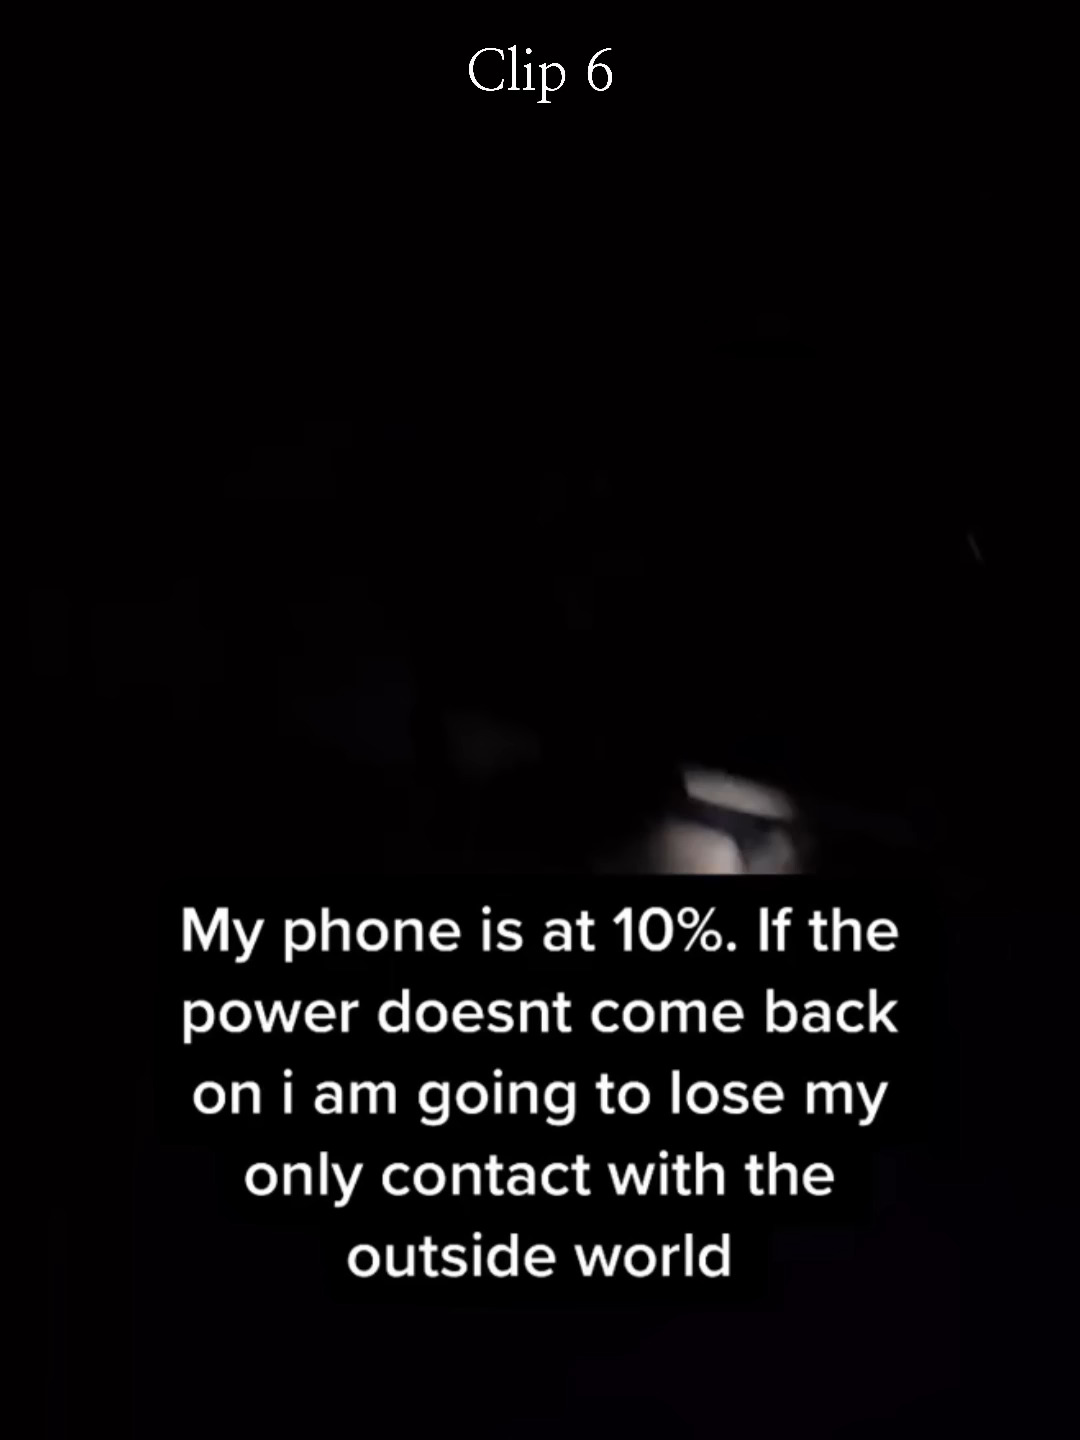 Clip 6
My phone is at 10%. If the
power doesnt come back
on i am going to lose my
only contact with the
outside world